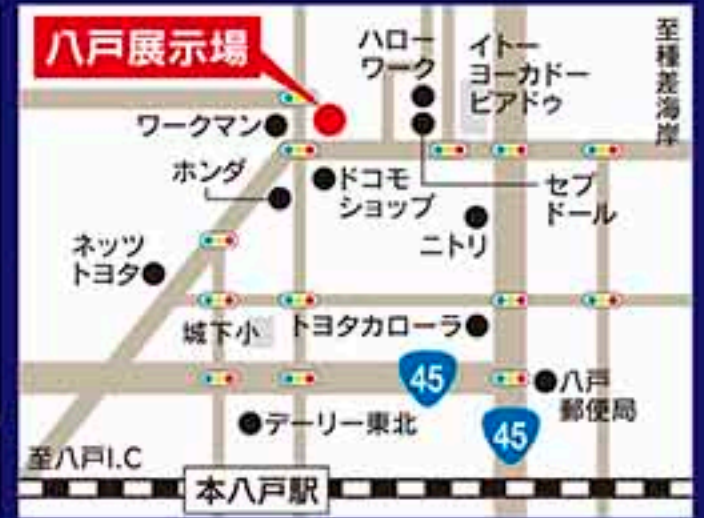 八戸展示場
ハロー
ワーク
イトー
ヨーカドー
ピアドゥ
至種差海岸
ワークマン
ホンダ
ドコモ
ショップ
セブ
ドール
ニトリ
ネッツ
トヨタ
城下小
トヨタカローラ
45
八戸
郵便局
デーリー東北
45
至八戸I.C
本八戸駅